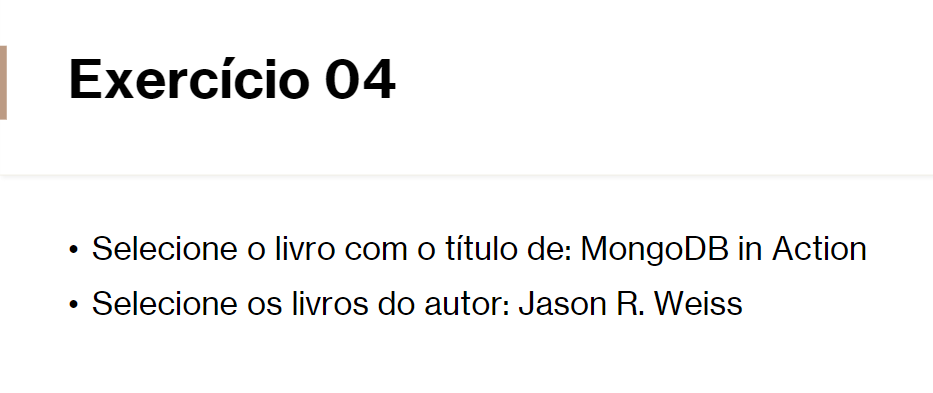 Exercício 04
• Selecione o livro com o título de: MongoDB in Action
• Selecione os livros do autor: Jason R. Weiss